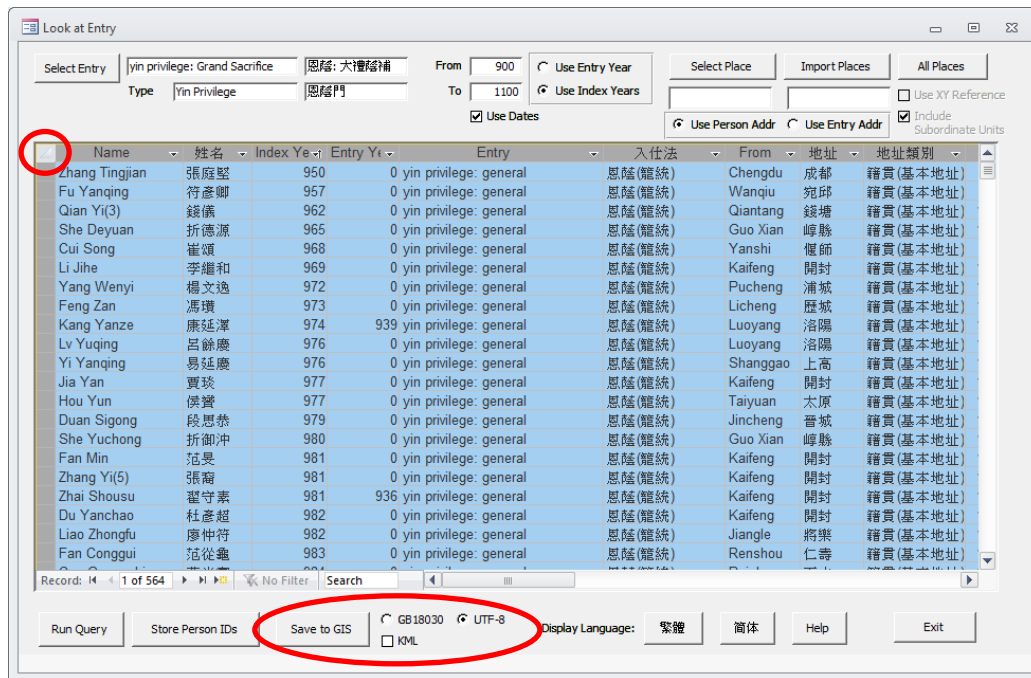 Look at Entry
Select Entry yin privilege: Grand Sacrifice 恩蔭: 大禮蔭補 From 900 Use Entry Year Select Place Import Places All Places
Type Yin Privilege 恩蔭門 To 1100 Use Index Years Use XY Reference
Use Dates Use Person Addr Use Entry Addr Include Subordinate Units
Name 姓名 Index Ye Entry Ye Entry 入仕法 From 地址 地址類別
Zhang Tingjian 張庭堅 950 0 yin privilege: general 恩蔭(籠統) Chengdu 成都 籍貫(基本地址)
Fu Yanqing 符彥卿 957 0 yin privilege: general 恩蔭(籠統) Wanqiu 宛邱 籍貫(基本地址)
Qian Yi(3) 錢儀 962 0 yin privilege: general 恩蔭(籠統) Qiantang 錢塘 籍貫(基本地址)
She Deyuan 折德源 965 0 yin privilege: general 恩蔭(籠統) Guo Xian 崞縣 籍貫(基本地址)
Cui Song 崔頌 968 0 yin privilege: general 恩蔭(籠統) Yanshi 偃師 籍貫(基本地址)
Li Jihe 李繼和 969 0 yin privilege: general 恩蔭(籠統) Kaifeng 開封 籍貫(基本地址)
Yang Wenyi 楊文逸 972 0 yin privilege: general 恩蔭(籠統) Pucheng 浦城 籍貫(基本地址)
Feng Zan 馮瓚 973 0 yin privilege: general 恩蔭(籠統) Licheng 歷城 籍貫(基本地址)
Kang Yanze 康延澤 974 939 yin privilege: general 恩蔭(籠統) Luoyang 洛陽 籍貫(基本地址)
Lv Yuqing 呂餘慶 976 0 yin privilege: general 恩蔭(籠統) Luoyang 洛陽 籍貫(基本地址)
Yi Yanqing 易延慶 976 0 yin privilege: general 恩蔭(籠統) Shanggao 上高 籍貫(基本地址)
Jia Yan 賈琰 977 0 yin privilege: general 恩蔭(籠統) Kaifeng 開封 籍貫(基本地址)
Hou Yun 侯贇 977 0 yin privilege: general 恩蔭(籠統) Taiyuan 太原 籍貫(基本地址)
Duan Sigong 段思恭 979 0 yin privilege: general 恩蔭(籠統) Jincheng 晉城 籍貫(基本地址)
She Yuchong 折御沖 980 0 yin privilege: general 恩蔭(籠統) Guo Xian 崞縣 籍貫(基本地址)
Fan Min 范旻 981 0 yin privilege: general 恩蔭(籠統) Kaifeng 開封 籍貫(基本地址)
Zhang Yi(5) 張裔 981 0 yin privilege: general 恩蔭(籠統) Kaifeng 開封 籍貫(基本地址)
Zhai Shousu 翟守素 981 936 yin privilege: general 恩蔭(籠統) Kaifeng 開封 籍貫(基本地址)
Du Yanchao 杜彥超 982 0 yin privilege: general 恩蔭(籠統) Kaifeng 開封 籍貫(基本地址)
Liao Zhongfu 廖仲符 982 0 yin privilege: general 恩蔭(籠統) Jiangle 將樂 籍貫(基本地址)
Fan Conggui 范從龜 983 0 yin privilege: general 恩蔭(籠統) Renshou 仁壽 籍貫(基本地址)
Record: 1 of 564 No Filter Search
Run Query Store Person IDs Save to GIS GB18030 UTF-8 Display Language: 繁體 简体 Help Exit
KML